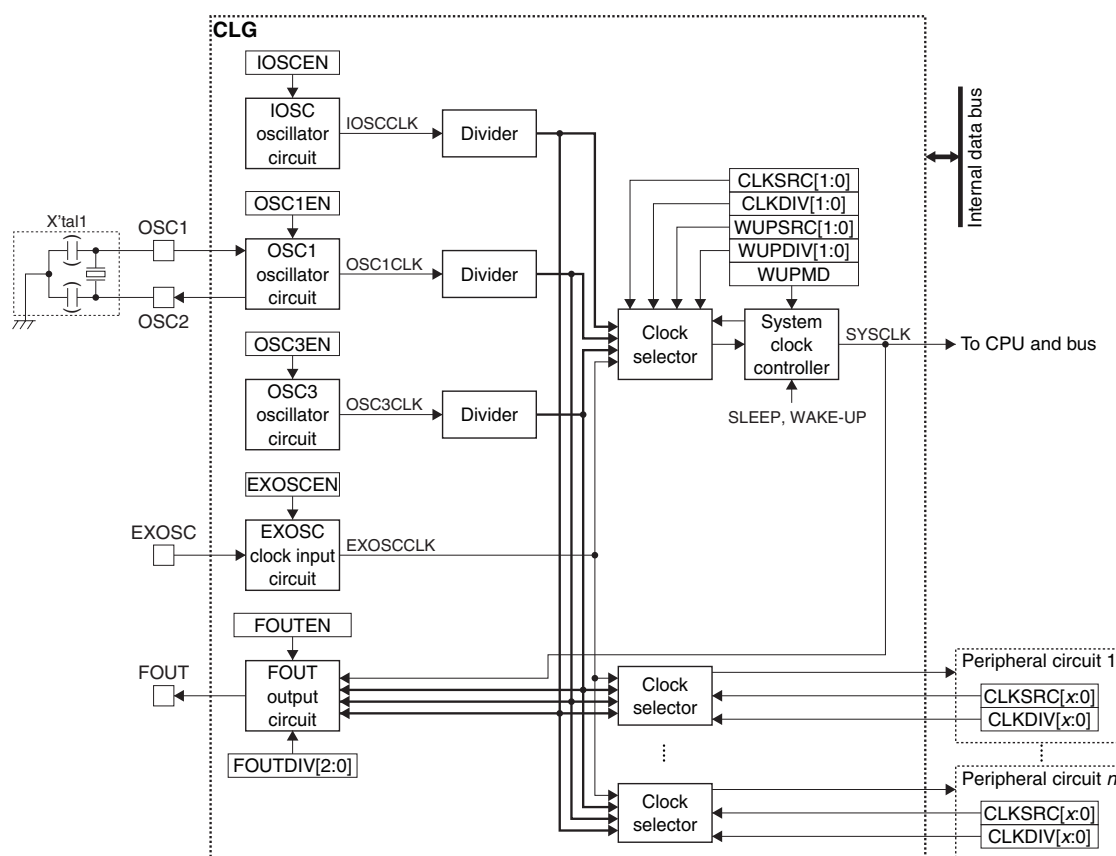 CLG
IOSCEN
IOSC
oscillator
circuit
IOSCCLK
Divider
Internal data bus
CLKSRC[1:0]
CLKDIV[1:0]
WUPSRC[1:0]
WUPDIV[1:0]
WUPMD
OSC1EN
X'tal1
OSC1
OSC1
oscillator
circuit
OSC1CLK
Divider
OSC2
Clock
selector
System
clock
controller
SYSCLK
To CPU and bus
SLEEP, WAKE-UP
OSC3EN
OSC3
oscillator
circuit
OSC3CLK
Divider
EXOSCEN
EXOSC
EXOSC
clock input
circuit
EXOSCCLK
FOUTEN
FOUT
FOUT
output
circuit
FOUTDIV[2:0]
Clock
selector
Peripheral circuit 1
CLKSRC[x:0]
CLKDIV[x:0]
Clock
selector
Peripheral circuit n
CLKSRC[x:0]
CLKDIV[x:0]